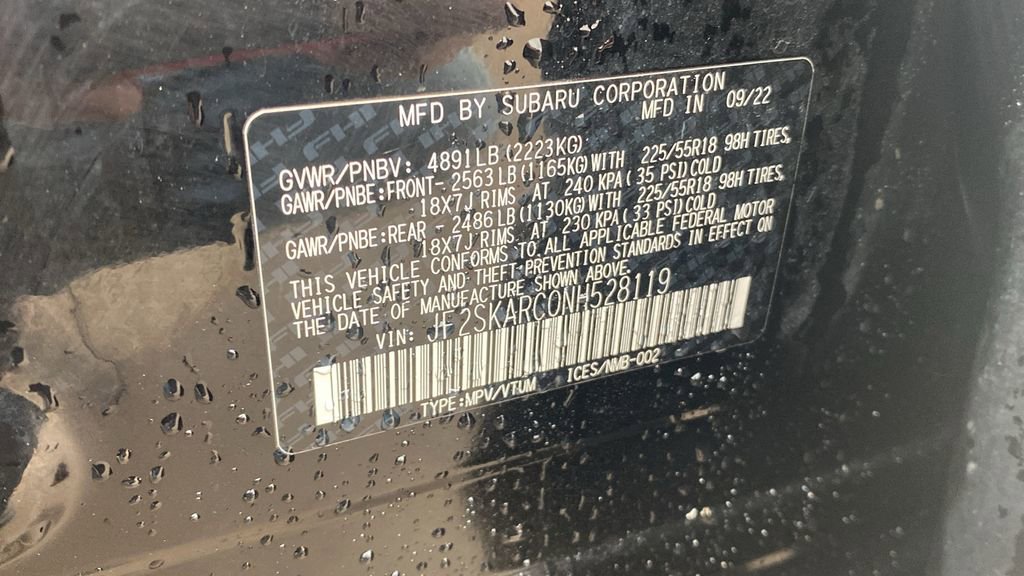 MFD BY SUBARU CORPORATION
MFD IN 09/22
GVWR/PNBV: 4891LB(2223KG)
GAWR/PNBE:FRONT- 2563LB(1165KG)WITH 225/55R18 98H TIRES,
18X7J RIMS AT 240 KPA(35 PSI)COLD
GAWR/PNBE:REAR - 2486LB(1130KG)WITH 225/55R18 98H TIRES,
18X7J RIMS AT 230 KPA(33 PSI)COLD
THIS VEHICLE CONFORMS TO ALL APPLICABLE FEDERAL MOTOR
VEHICLE SAFETY AND THEFT-PREVENTION STANDARDS IN EFFECT ON
THE DATE OF MANUFACTURE SHOWN ABOVE.
VIN: JF2SKARC0NH528119
TYPE:MPV/VTUM ICES/NMB-002